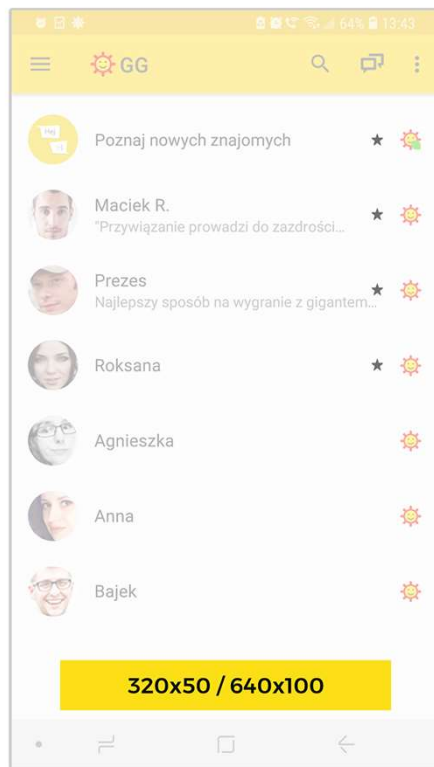 64% 13:43
GG
Hej
Poznaj nowych znajomych
Maciek R.
"Przywiązanie prowadzi do zazdrości...
Prezes
Najlepszy sposób na wygranie z gigantem...
Roksana
Agnieszka
Anna
Bajek
320x50 / 640x100